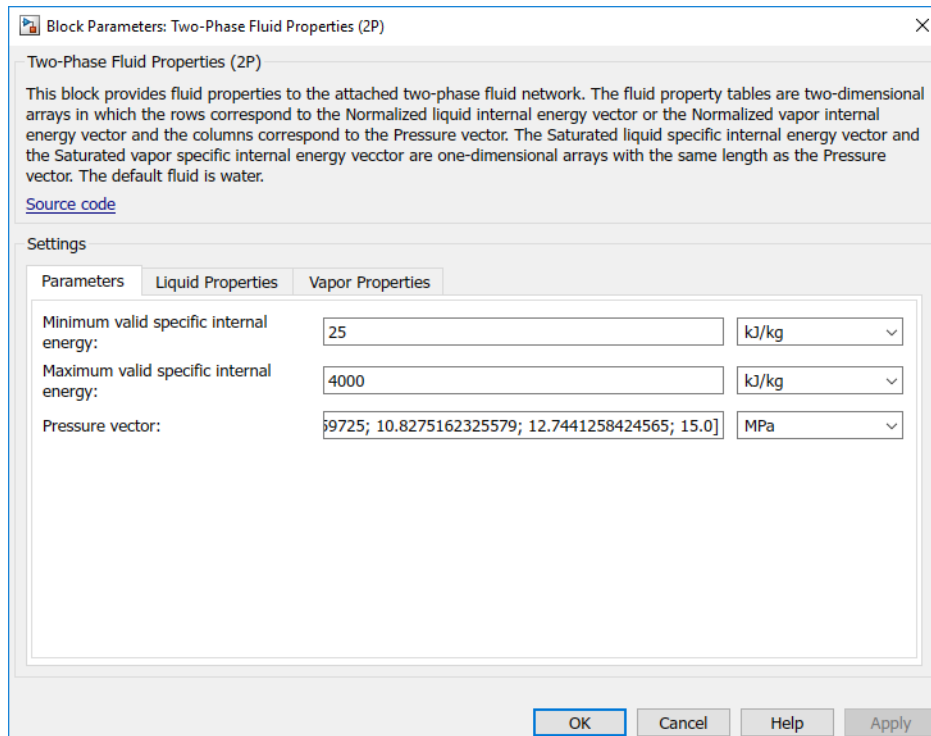 Block Parameters: Two-Phase Fluid Properties (2P)
Two-Phase Fluid Properties (2P)
This block provides fluid properties to the attached two-phase fluid network. The fluid property tables are two-dimensional
arrays in which the rows correspond to the Normalized liquid internal energy vector or the Normalized vapor internal
energy vector and the columns correspond to the Pressure vector. The Saturated liquid specific internal energy vector and
the Saturated vapor specific internal energy vecctor are one-dimensional arrays with the same length as the Pressure
vector. The default fluid is water.
Source code
Settings
Parameters Liquid Properties Vapor Properties
Minimum valid specific internal
energy: 25 kJ/kg
Maximum valid specific internal
energy: 4000 kJ/kg
Pressure vector: 59725; 10.8275162325579; 12.7441258424565; 15.0] MPa
OK Cancel Help Apply